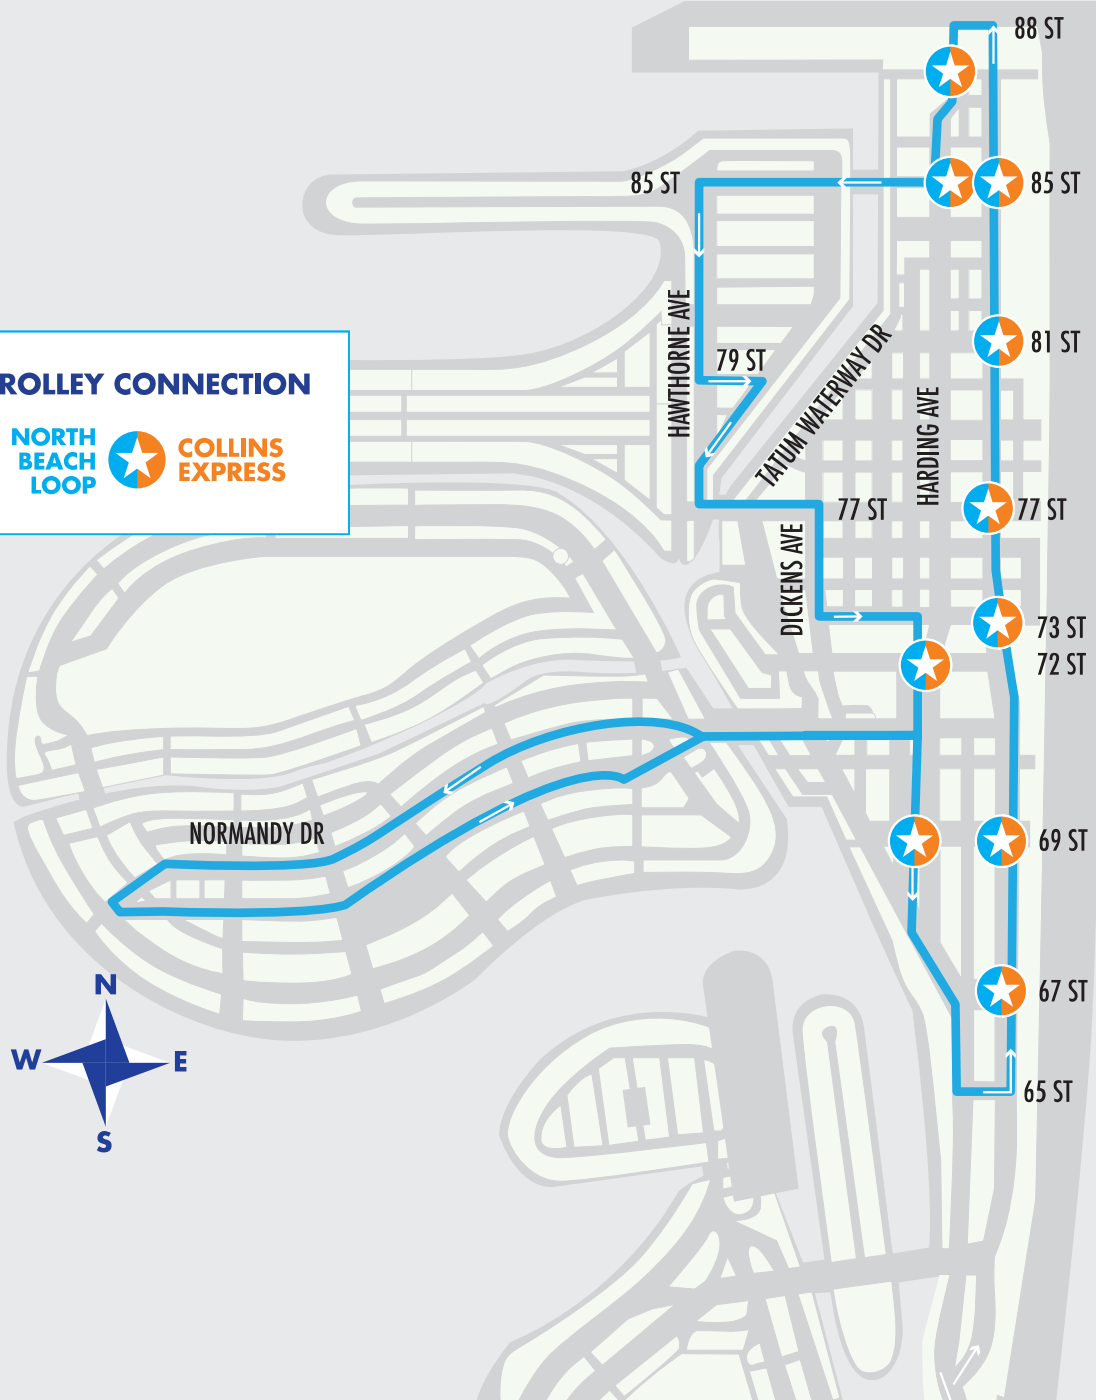 88 ST
85 ST
85 ST
HAWTHORNE AVE
81 ST
79 ST
TATUM WATERWAY DR
ROLLEY CONNECTION
HARDING AVE
NORTH
BEACH
LOOP
COLLINS
EXPRESS
77 ST
77 ST
DICKENS AVE
73 ST
72 ST
NORMANDY DR
69 ST
67 ST
N
W
E
S
65 ST